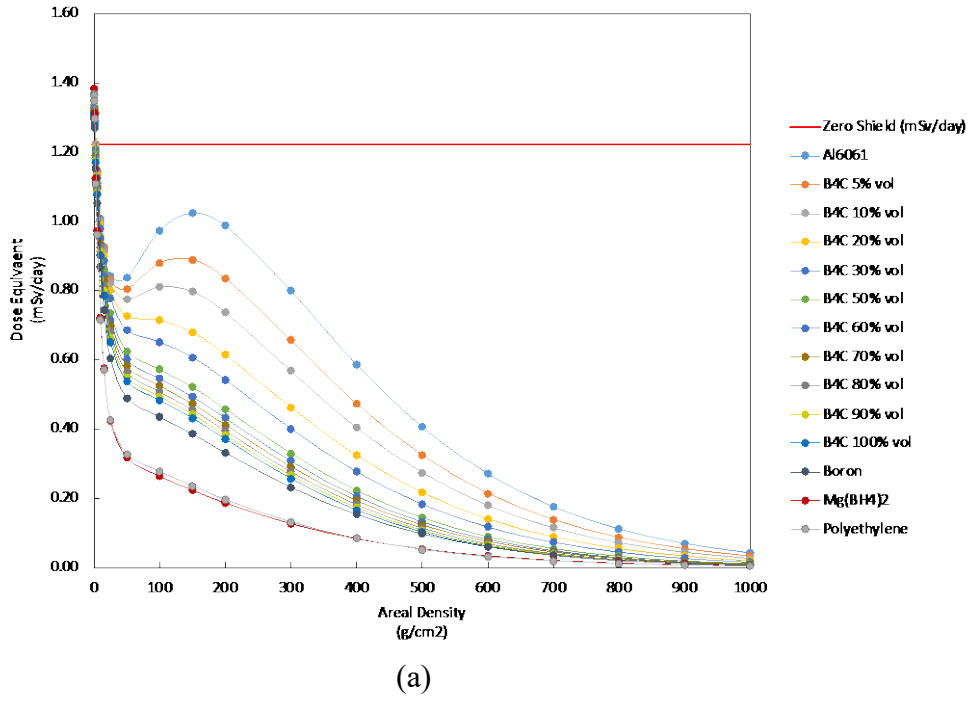 1.60
1.40
1.20
1.00
0.80
0.60
0.40
0.20
0.00
Dose Equivaent
(mSv/day)
0 100 200 300 400 500 600 700 800 900 1000
Areal Density
(g/cm2)
Zero Shield (mSv/day)
Al6061
B4C 5% vol
B4C 10% vol
B4C 20% vol
B4C 30% vol
B4C 50% vol
B4C 60% vol
B4C 70% vol
B4C 80% vol
B4C 90% vol
B4C 100% vol
Boron
Mg(BH4)2
Polyethylene
(a)